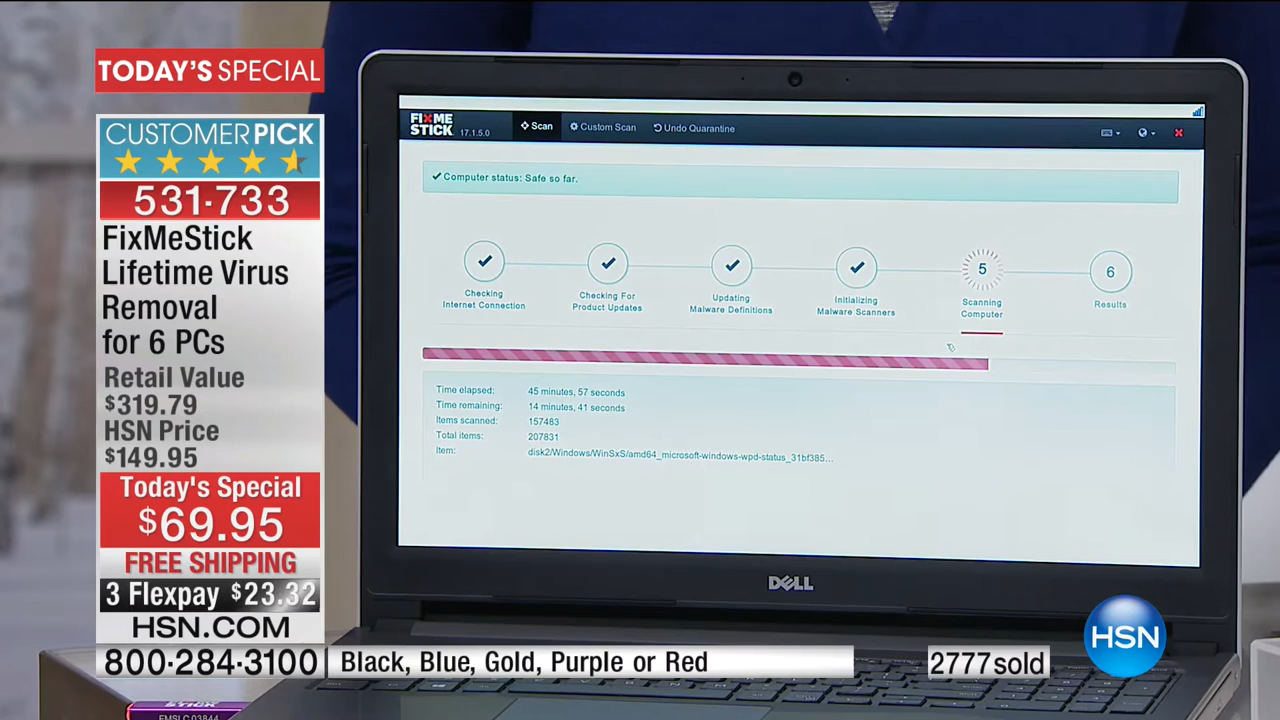 TODAY'S SPECIAL
CUSTOMER PICK
531-733
FixMeStick
Lifetime Virus
Removal
for 6 PCs
Retail Value
$319.79
HSN Price
$149.95
Today's Special
$69.95
FREE SHIPPING
3 Flexpay $23.32
HSN.COM
800-284-3100
Black, Blue, Gold, Purple or Red
2777 sold
HSN
FIXME
STICK 17.1.5.0
Scan
Custom Scan
Undo Quarantine
Computer status: Safe so far.
Checking
Internet Connection
Checking For
Product Updates
Updating
Malware Definitions
Initializing
Malware Scanners
5
Scanning
Computer
6
Results
Time elapsed: 45 minutes, 57 seconds
Time remaining: 14 minutes, 41 seconds
Items scanned: 157483
Total items: 207831
Item: disk2/Windows/WinSxS/amd64_microsoft-windows-wpd-status_31bf385...
DELL
STICK
FMSLC03844